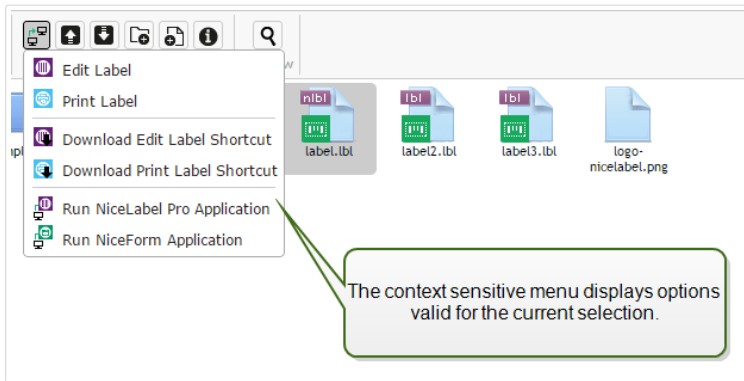 w
Edit Label
Print Label
Download Edit Label Shortcut
Download Print Label Shortcut
Run NiceLabel Pro Application
Run NiceForm Application
nlbl
lbl
lbl
label.lbl
label2.lbl
label3.lbl
logo-
nicelabel.png
The context sensitive menu displays options
valid for the current selection.